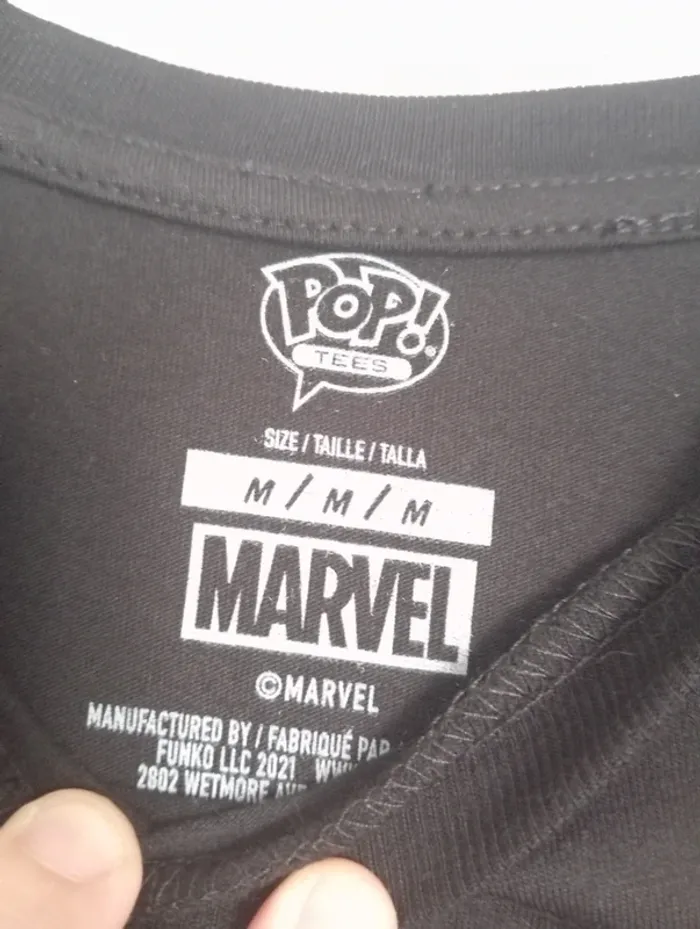 POP!®
TEES
SIZE / TAILLE / TALLA
M / M / M
MARVEL
©MARVEL
MANUFACTURED BY / FABRIQUÉ PAR
FUNKO LLC 2021
2802 WETMORE